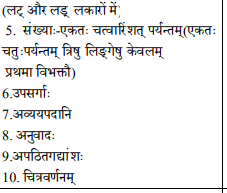 (लट् और लङ् लकारों में)
5. संख्याः-एकतः चत्वारिंशत् पर्यन्तम्(एकतः
चतुःपर्यन्तम् त्रिषु लिङ्गेषु केवलम्
प्रथमा विभक्तौ)
6.उपसर्गाः
7.अव्ययपदानि
8. अनुवादः
9.अपठितगद्यांशः
10. चित्रवर्णनम्